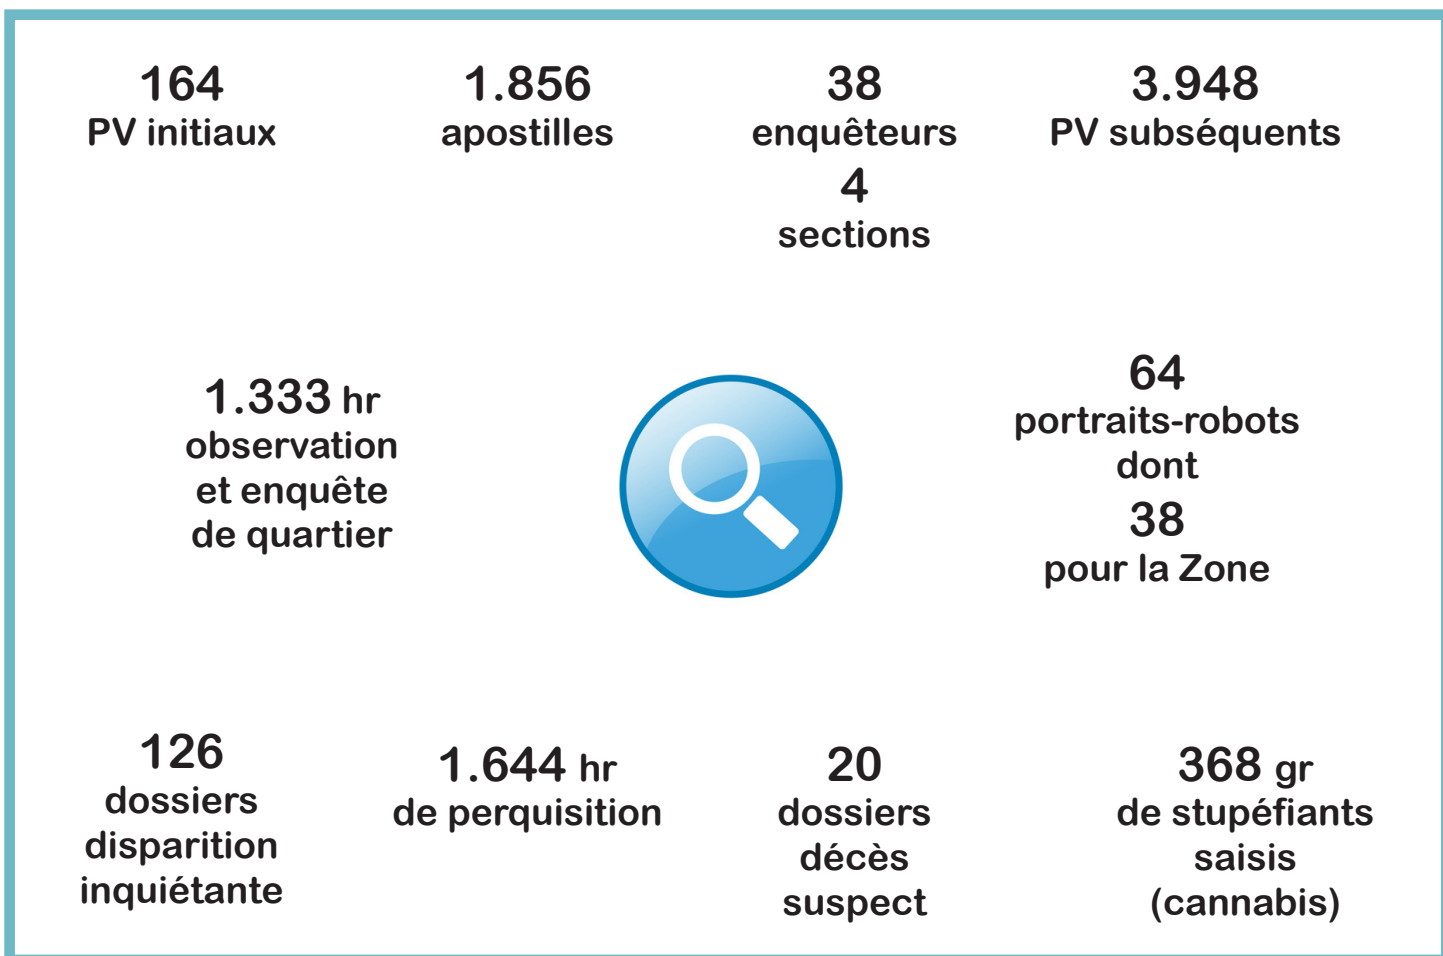 164
PV initiaux
1.856
apostilles
38
enquêteurs
4
sections
3.948
PV subséquents
1.333 hr
observation
et enquête
de quartier
64
portraits-robots
dont
38
pour la Zone
126
dossiers
disparition
inquiétante
1.644 hr
de perquisition
20
dossiers
décès
suspect
368 gr
de stupéfiants
saisis
(cannabis)